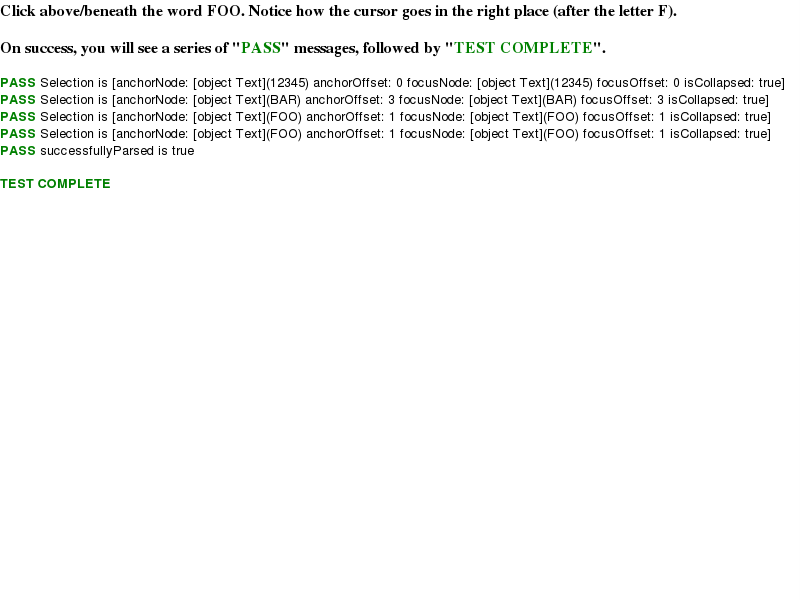 Click above/beneath the word FOO. Notice how the cursor goes in the right place (after the letter F).
On success, you will see a series of "PASS" messages, followed by "TEST COMPLETE".
PASS Selection is [anchorNode: [object Text](12345) anchorOffset: 0 focusNode: [object Text](12345) focusOffset: 0 isCollapsed: true]
PASS Selection is [anchorNode: [object Text](BAR) anchorOffset: 3 focusNode: [object Text](BAR) focusOffset: 3 isCollapsed: true]
PASS Selection is [anchorNode: [object Text](FOO) anchorOffset: 1 focusNode: [object Text](FOO) focusOffset: 1 isCollapsed: true]
PASS Selection is [anchorNode: [object Text](FOO) anchorOffset: 1 focusNode: [object Text](FOO) focusOffset: 1 isCollapsed: true]
PASS successfullyParsed is true
TEST COMPLETE